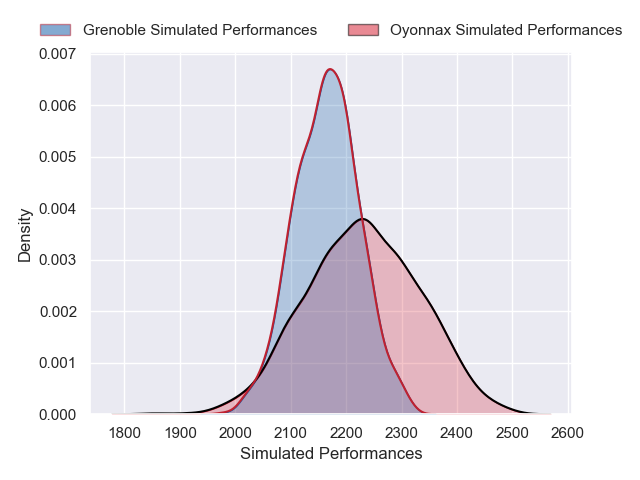 Grenoble Simulated Performances Oyonnax Simulated Performances
0.007
0.006
0.005
0.004
0.003
0.002
0.001
0.000
Density
1800 1900 2000 2100 2200 2300 2400 2500 2600
Simulated Performances